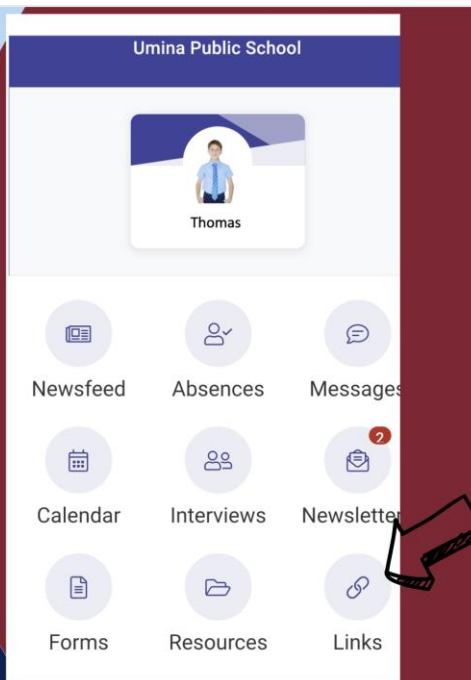 Umina Public School
Thomas
Newsfeed Absences Messages
2
Calendar Interviews Newsletter
Forms Resources Links